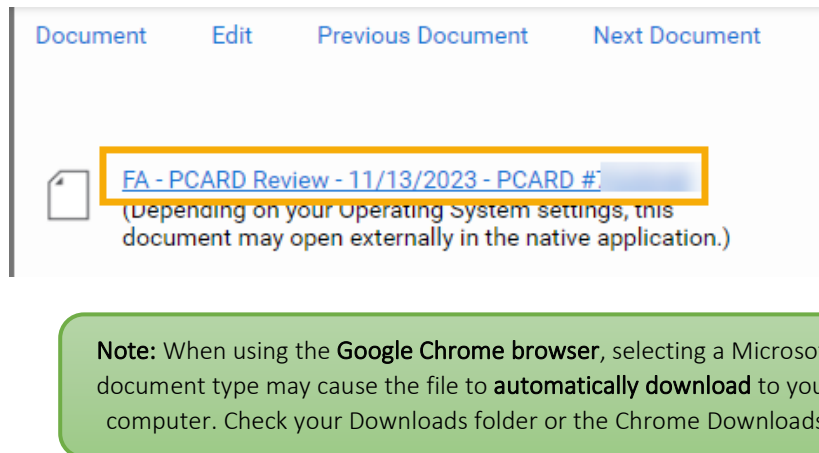 Document Edit Previous Document Next Document
FA - PCARD Review - 11/13/2023 - PCARD #
(Depending on your Operating System settings, this
document may open externally in the native application.)
Note: When using the Google Chrome browser, selecting a
document type may cause the file to automatically download to
computer. Check your Downloads folder or the Chrome Downloads